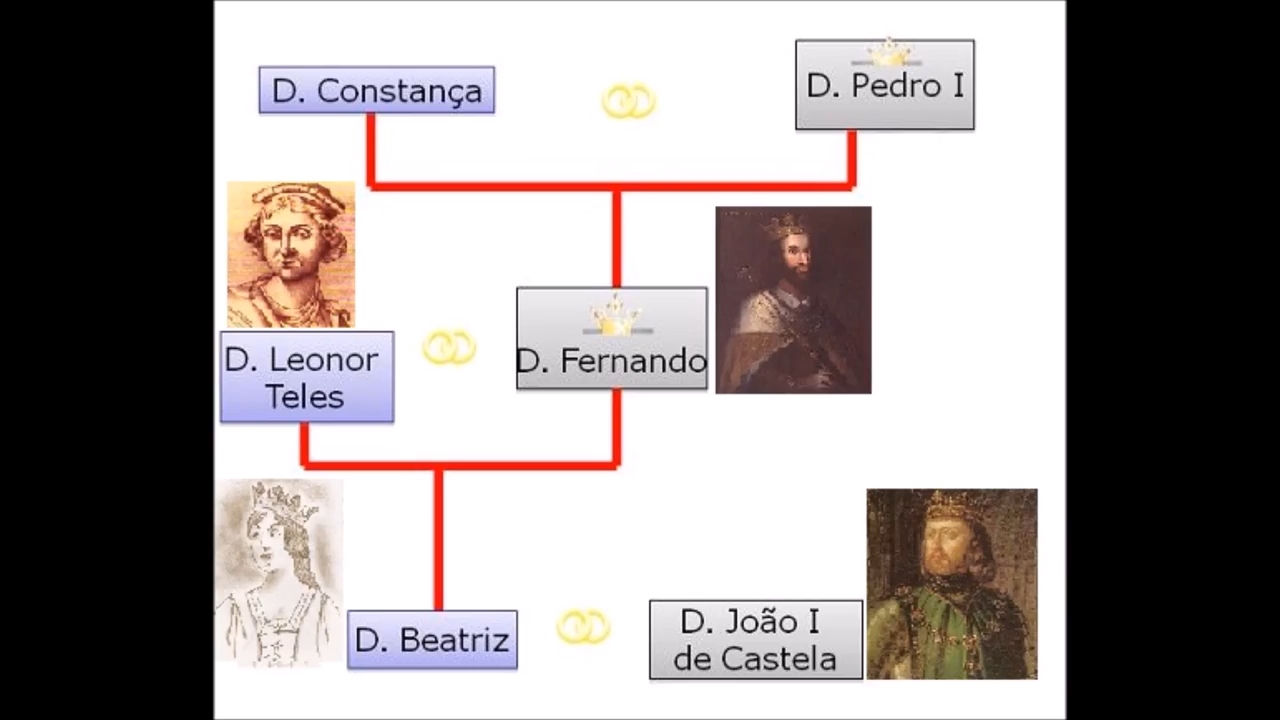 D. Constança
D. Pedro I
D. Leonor
Teles
D. Fernando
D. Beatriz
D. João I
de Castela